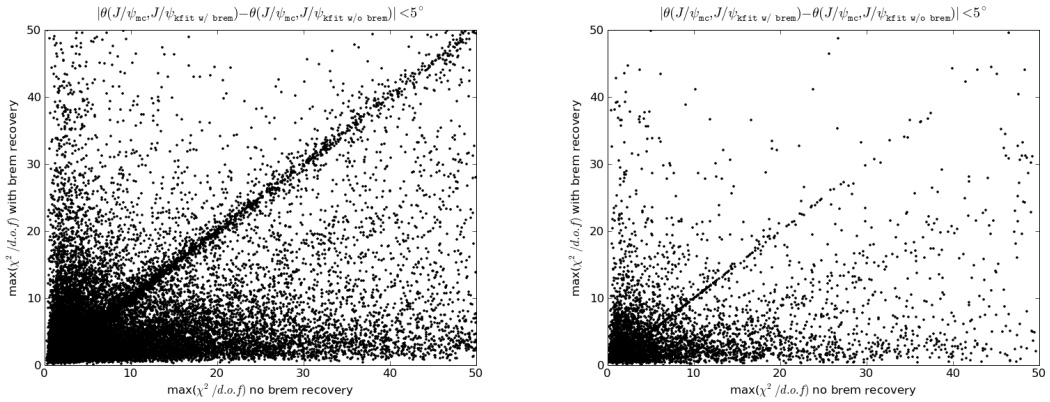 |θ(J/ψmc,J/ψkfit w/ brem)−θ(J/ψmc,J/ψkfit w/o brem)|<5°
50
40
30
20
10
0
max(χ²/d.o.f) with brem recovery
0 10 20 30 40 50
max(χ²/d.o.f) no brem recovery
|θ(J/ψmc,J/ψkfit w/ brem)−θ(J/ψmc,J/ψkfit w/o brem)|<5°
50
40
30
20
10
0
max(χ²/d.o.f) with brem recovery
0 10 20 30 40 50
max(χ²/d.o.f) no brem recovery